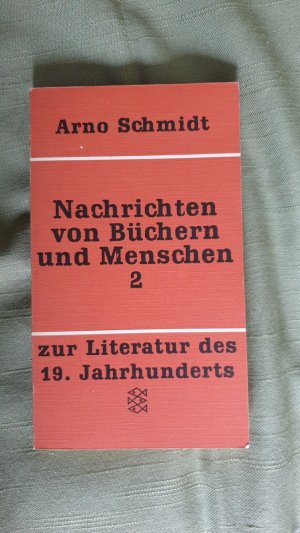 Arno Schmidt
Nachrichten
von Büchern
und Menschen
2
zur Literatur des
19. Jahrhunderts